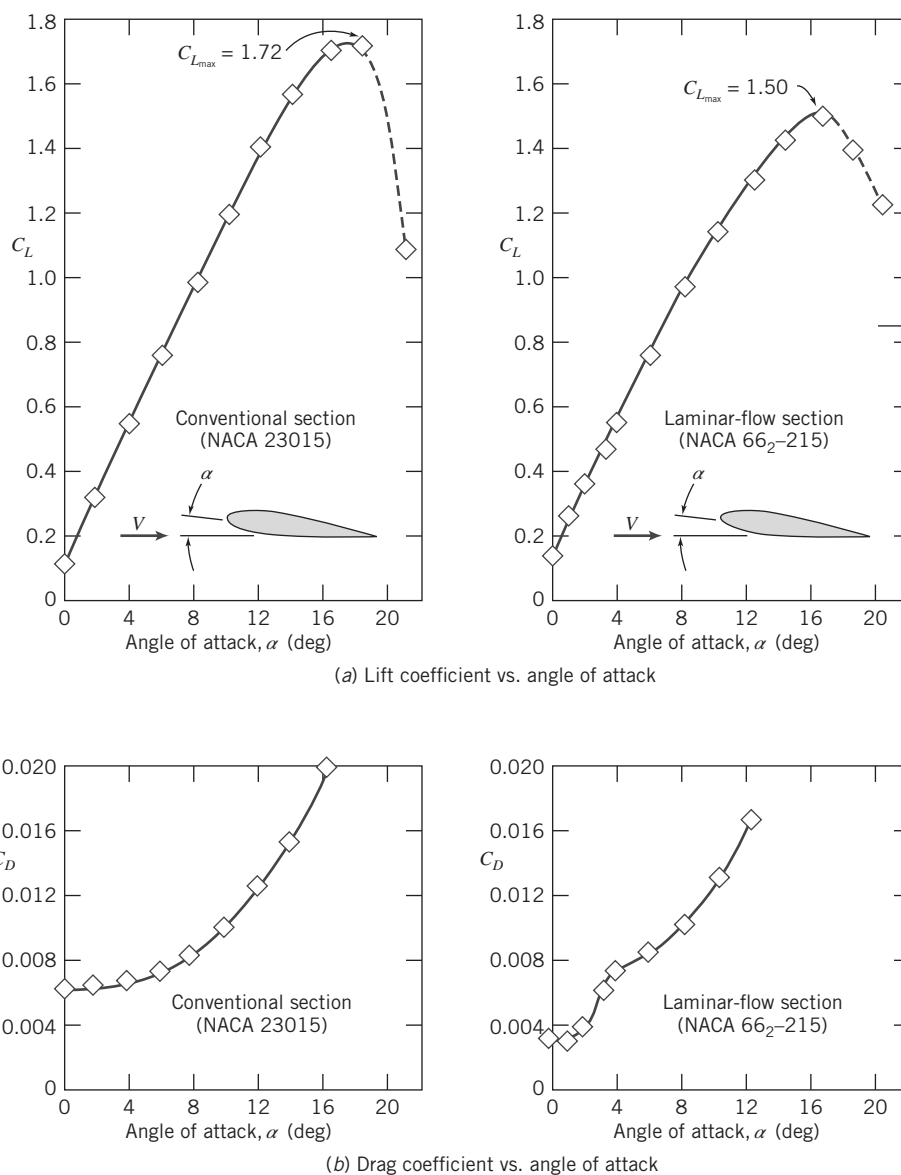 1.8
1.6
1.4
1.2
C_L
1.0
0.8
0.6
0.4
0.2
0
C_Lmax = 1.72
Conventional section
(NACA 23015)
α
V
0 4 8 12 16 20
Angle of attack, α (deg)
1.8
1.6
1.4
1.2
C_L
1.0
0.8
0.6
0.4
0.2
0
C_Lmax = 1.50
Laminar-flow section
(NACA 66₂–215)
α
V
0 4 8 12 16 20
Angle of attack, α (deg)
(a) Lift coefficient vs. angle of attack
0.020
0.016
C_D
0.012
0.008
0.004
0
Conventional section
(NACA 23015)
0 4 8 12 16 20
Angle of attack, α (deg)
0.020
0.016
C_D
0.012
0.008
0.004
0
Laminar-flow section
(NACA 66₂–215)
0 4 8 12 16 20
Angle of attack, α (deg)
(b) Drag coefficient vs. angle of attack